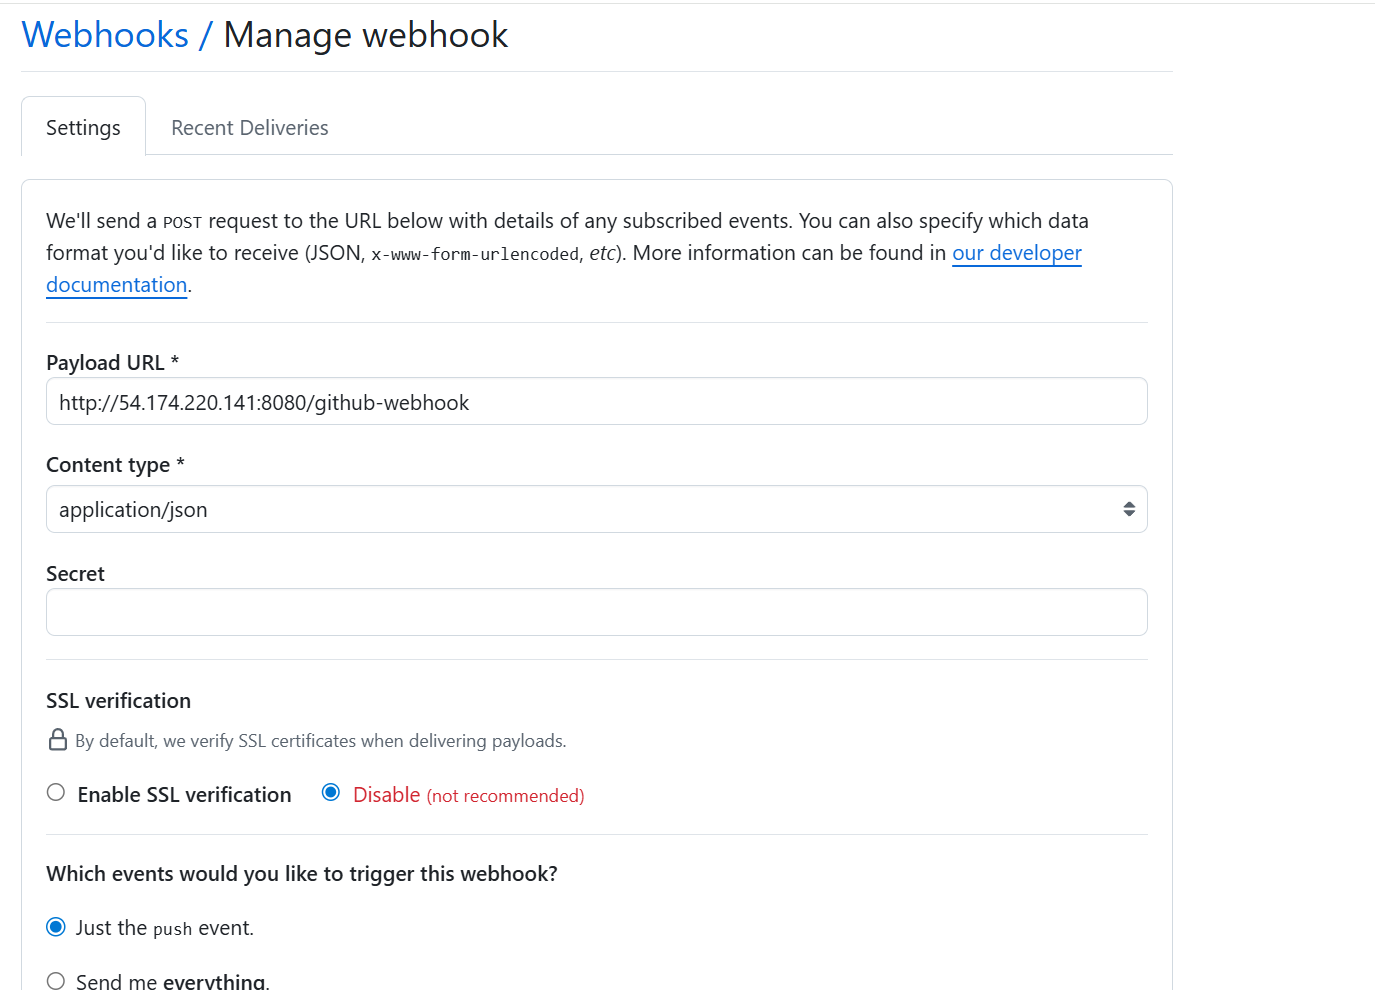 Webhooks / Manage webhook
Settings
Recent Deliveries
We'll send a POST request to the URL below with details of any subscribed events. You can also specify which data
format you'd like to receive (JSON, x-www-form-urlencoded, etc). More information can be found in our developer
documentation.
Payload URL *
http://54.174.220.141:8080/github-webhook
Content type *
application/json
Secret
SSL verification
By default, we verify SSL certificates when delivering payloads.
Enable SSL verification
Disable (not recommended)
Which events would you like to trigger this webhook?
Just the push event.
Send me everything.